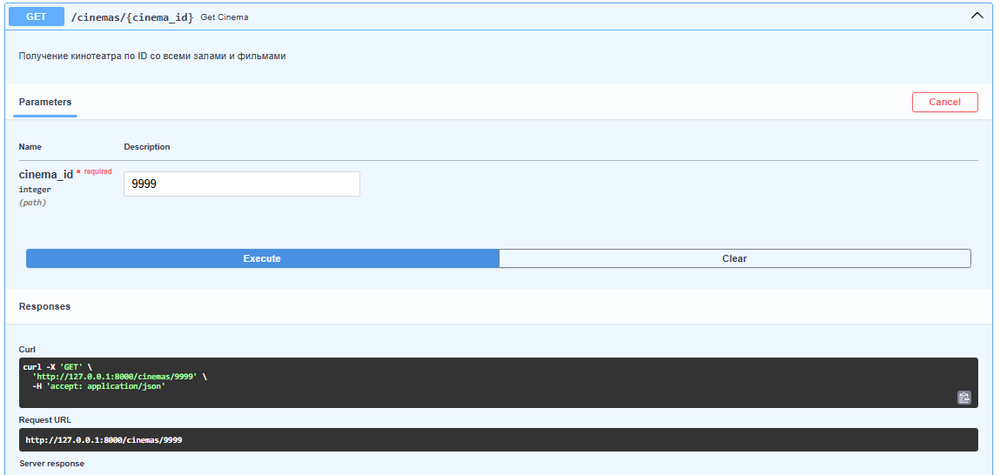 GET /cinemas/{cinema_id} Get Cinema
Получение кинотеатра по ID со всеми залами и фильмами
Parameters
Cancel
Name Description
cinema_id * required
integer
(path)
9999
Execute
Clear
Responses
Curl
curl -X 'GET' \
'http://127.0.0.1:8000/cinemas/9999' \
-H 'accept: application/json'
Request URL
http://127.0.0.1:8000/cinemas/9999
Server response